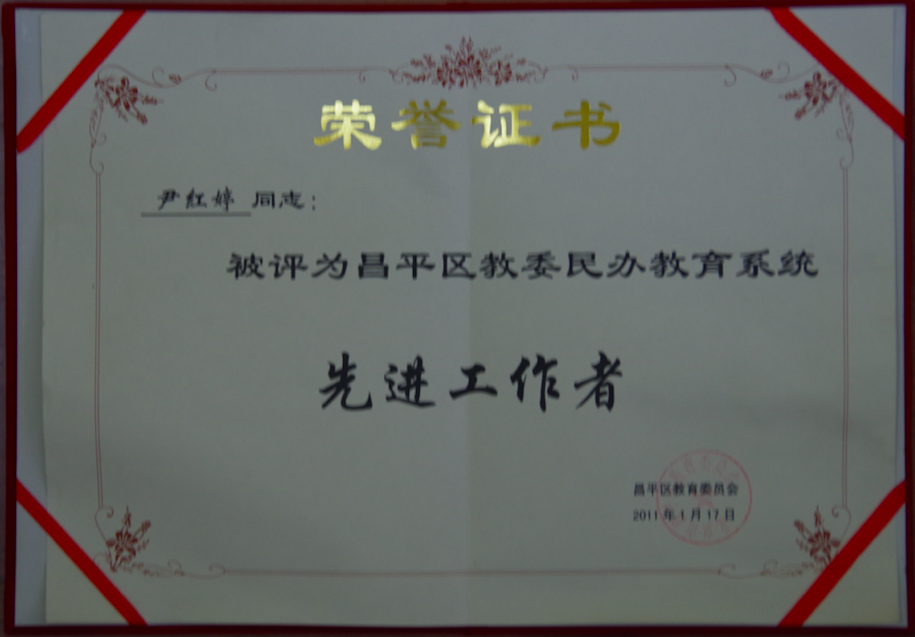 荣誉证书
尹红婷 同志：
被评为昌平区教委民办教育系统
先进工作者
昌平区教育委员会
2011年1月17日